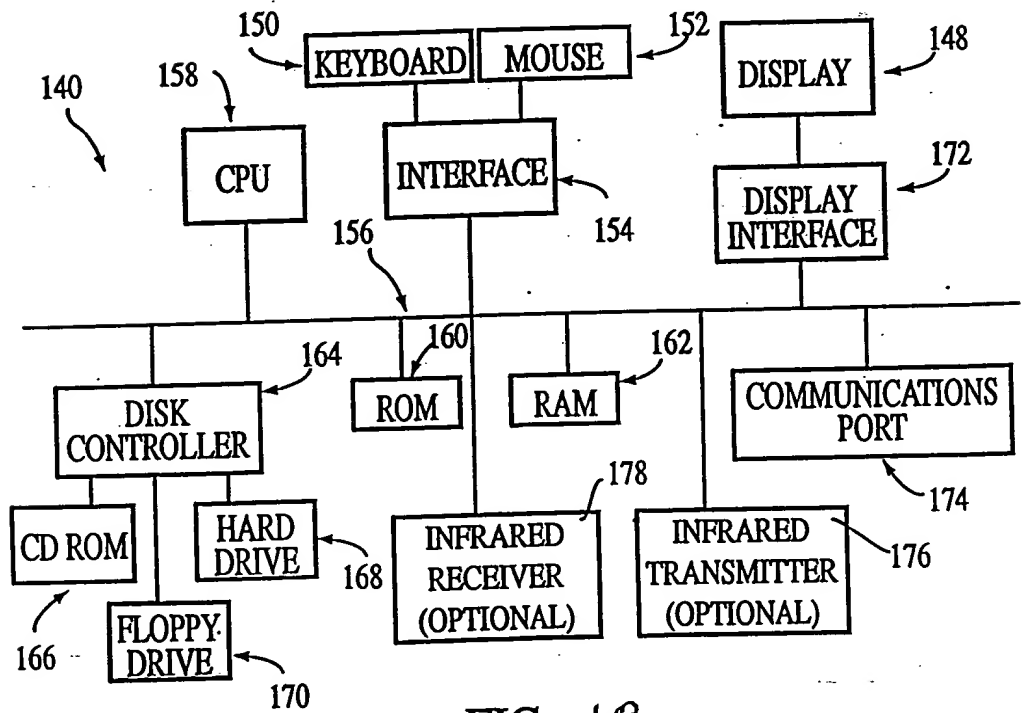 150
KEYBOARD
MOUSE
152
DISPLAY
148
140
158
CPU
INTERFACE
154
DISPLAY
INTERFACE
172
156
160
ROM
RAM
162
164
DISK
CONTROLLER
COMMUNICATIONS
PORT
174
CD ROM
166
HARD
DRIVE
168
FLOPPY
DRIVE
170
178
INFRARED
RECEIVER
(OPTIONAL)
INFRARED
TRANSMITTER
(OPTIONAL)
176